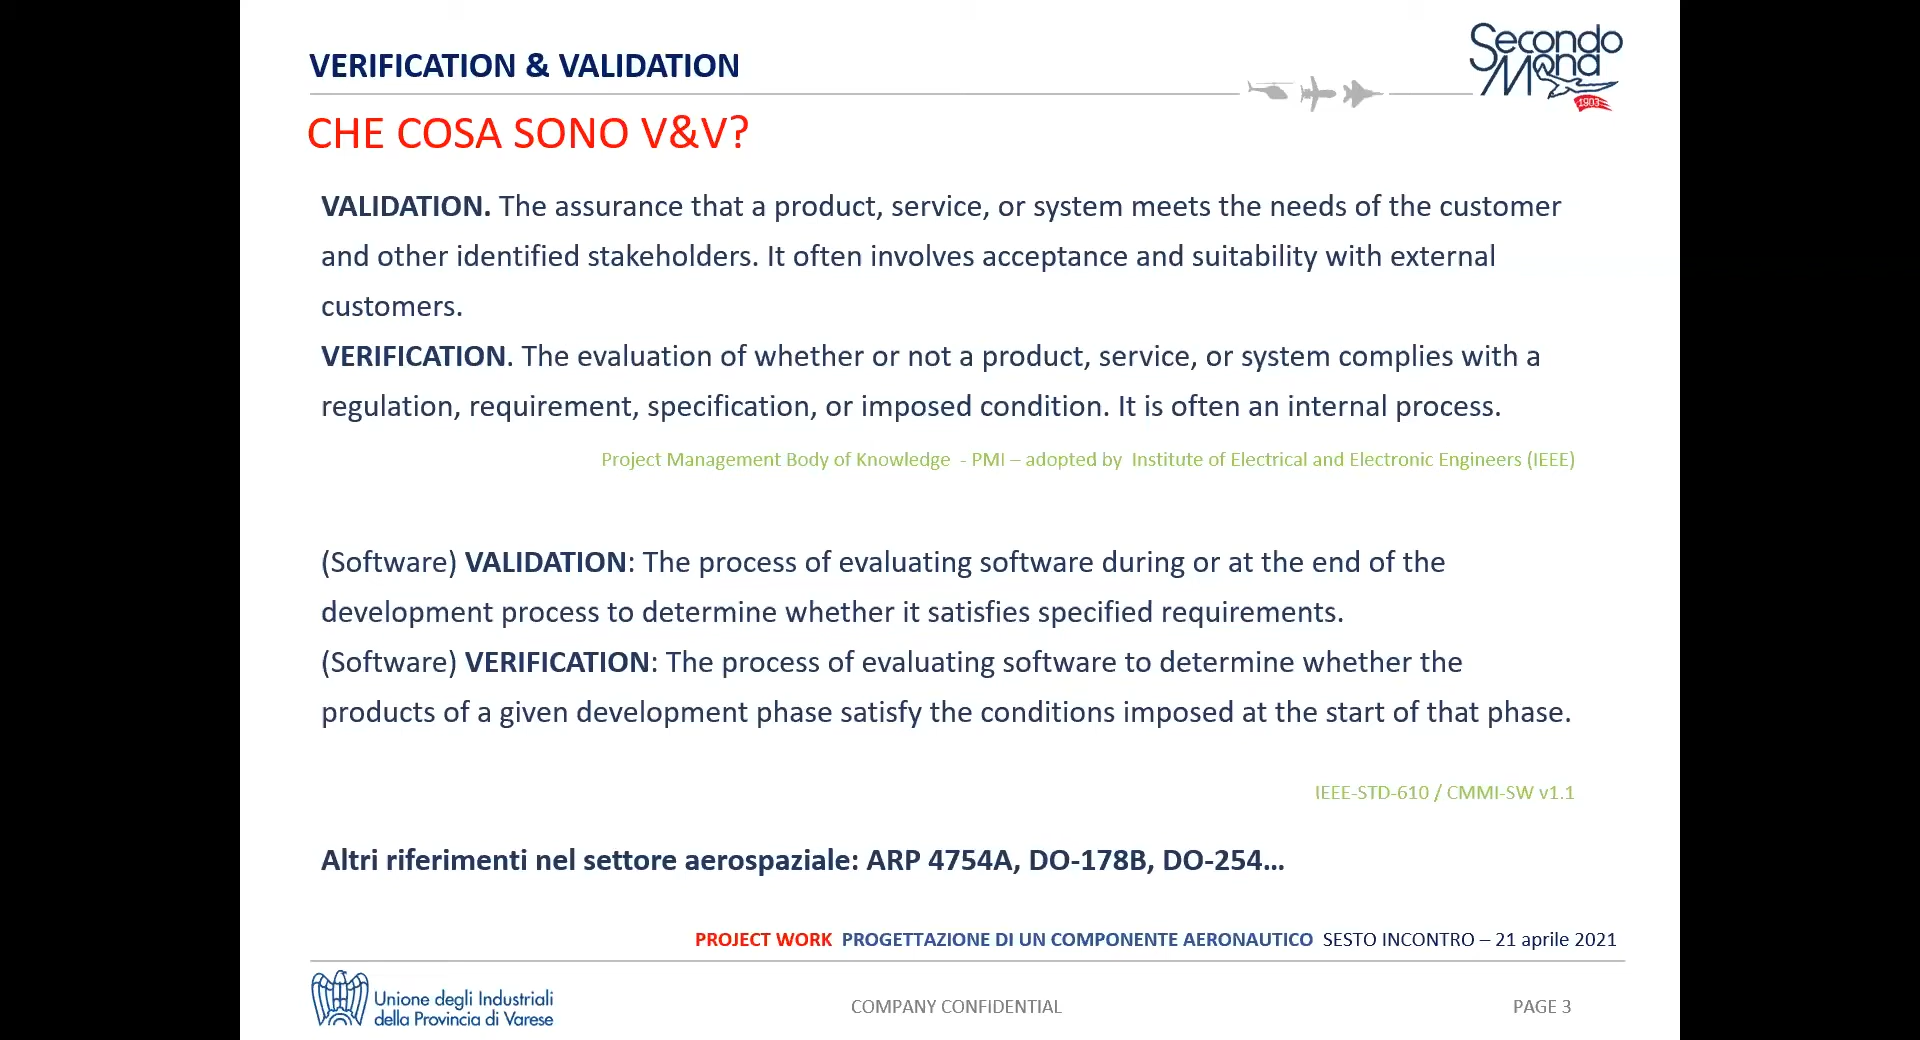 VERIFICATION & VALIDATION
Secondo
Mona
1903
CHE COSA SONO V&V?
VALIDATION. The assurance that a product, service, or system meets the needs of the customer
and other identified stakeholders. It often involves acceptance and suitability with external
customers.
VERIFICATION. The evaluation of whether or not a product, service, or system complies with a
regulation, requirement, specification, or imposed condition. It is often an internal process.
Project Management Body of Knowledge - PMI – adopted by Institute of Electrical and Electronic Engineers (IEEE)
(Software) VALIDATION: The process of evaluating software during or at the end of the
development process to determine whether it satisfies specified requirements.
(Software) VERIFICATION: The process of evaluating software to determine whether the
products of a given development phase satisfy the conditions imposed at the start of that phase.
IEEE-STD-610 / CMMI-SW v1.1
Altri riferimenti nel settore aerospaziale: ARP 4754A, DO-178B, DO-254…
PROJECT WORK PROGETTAZIONE DI UN COMPONENTE AERONAUTICO SESTO INCONTRO – 21 aprile 2021
Unione degli Industriali
della Provincia di Varese
COMPANY CONFIDENTIAL
PAGE 3